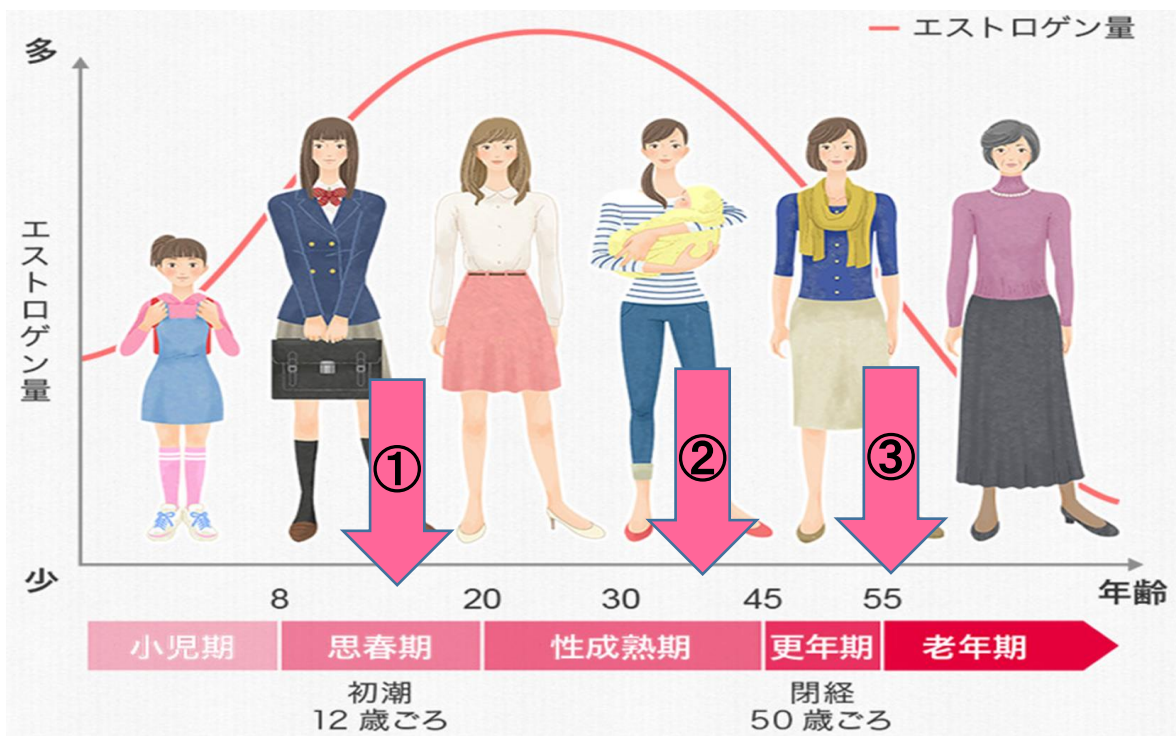 多
エストロゲン量
エストロゲン量
①
②
③
少
年齢
8
20
30
45
55
小児期
思春期
性成熟期
更年期
老年期
初潮
12 歳ごろ
閉経
50 歳ごろ